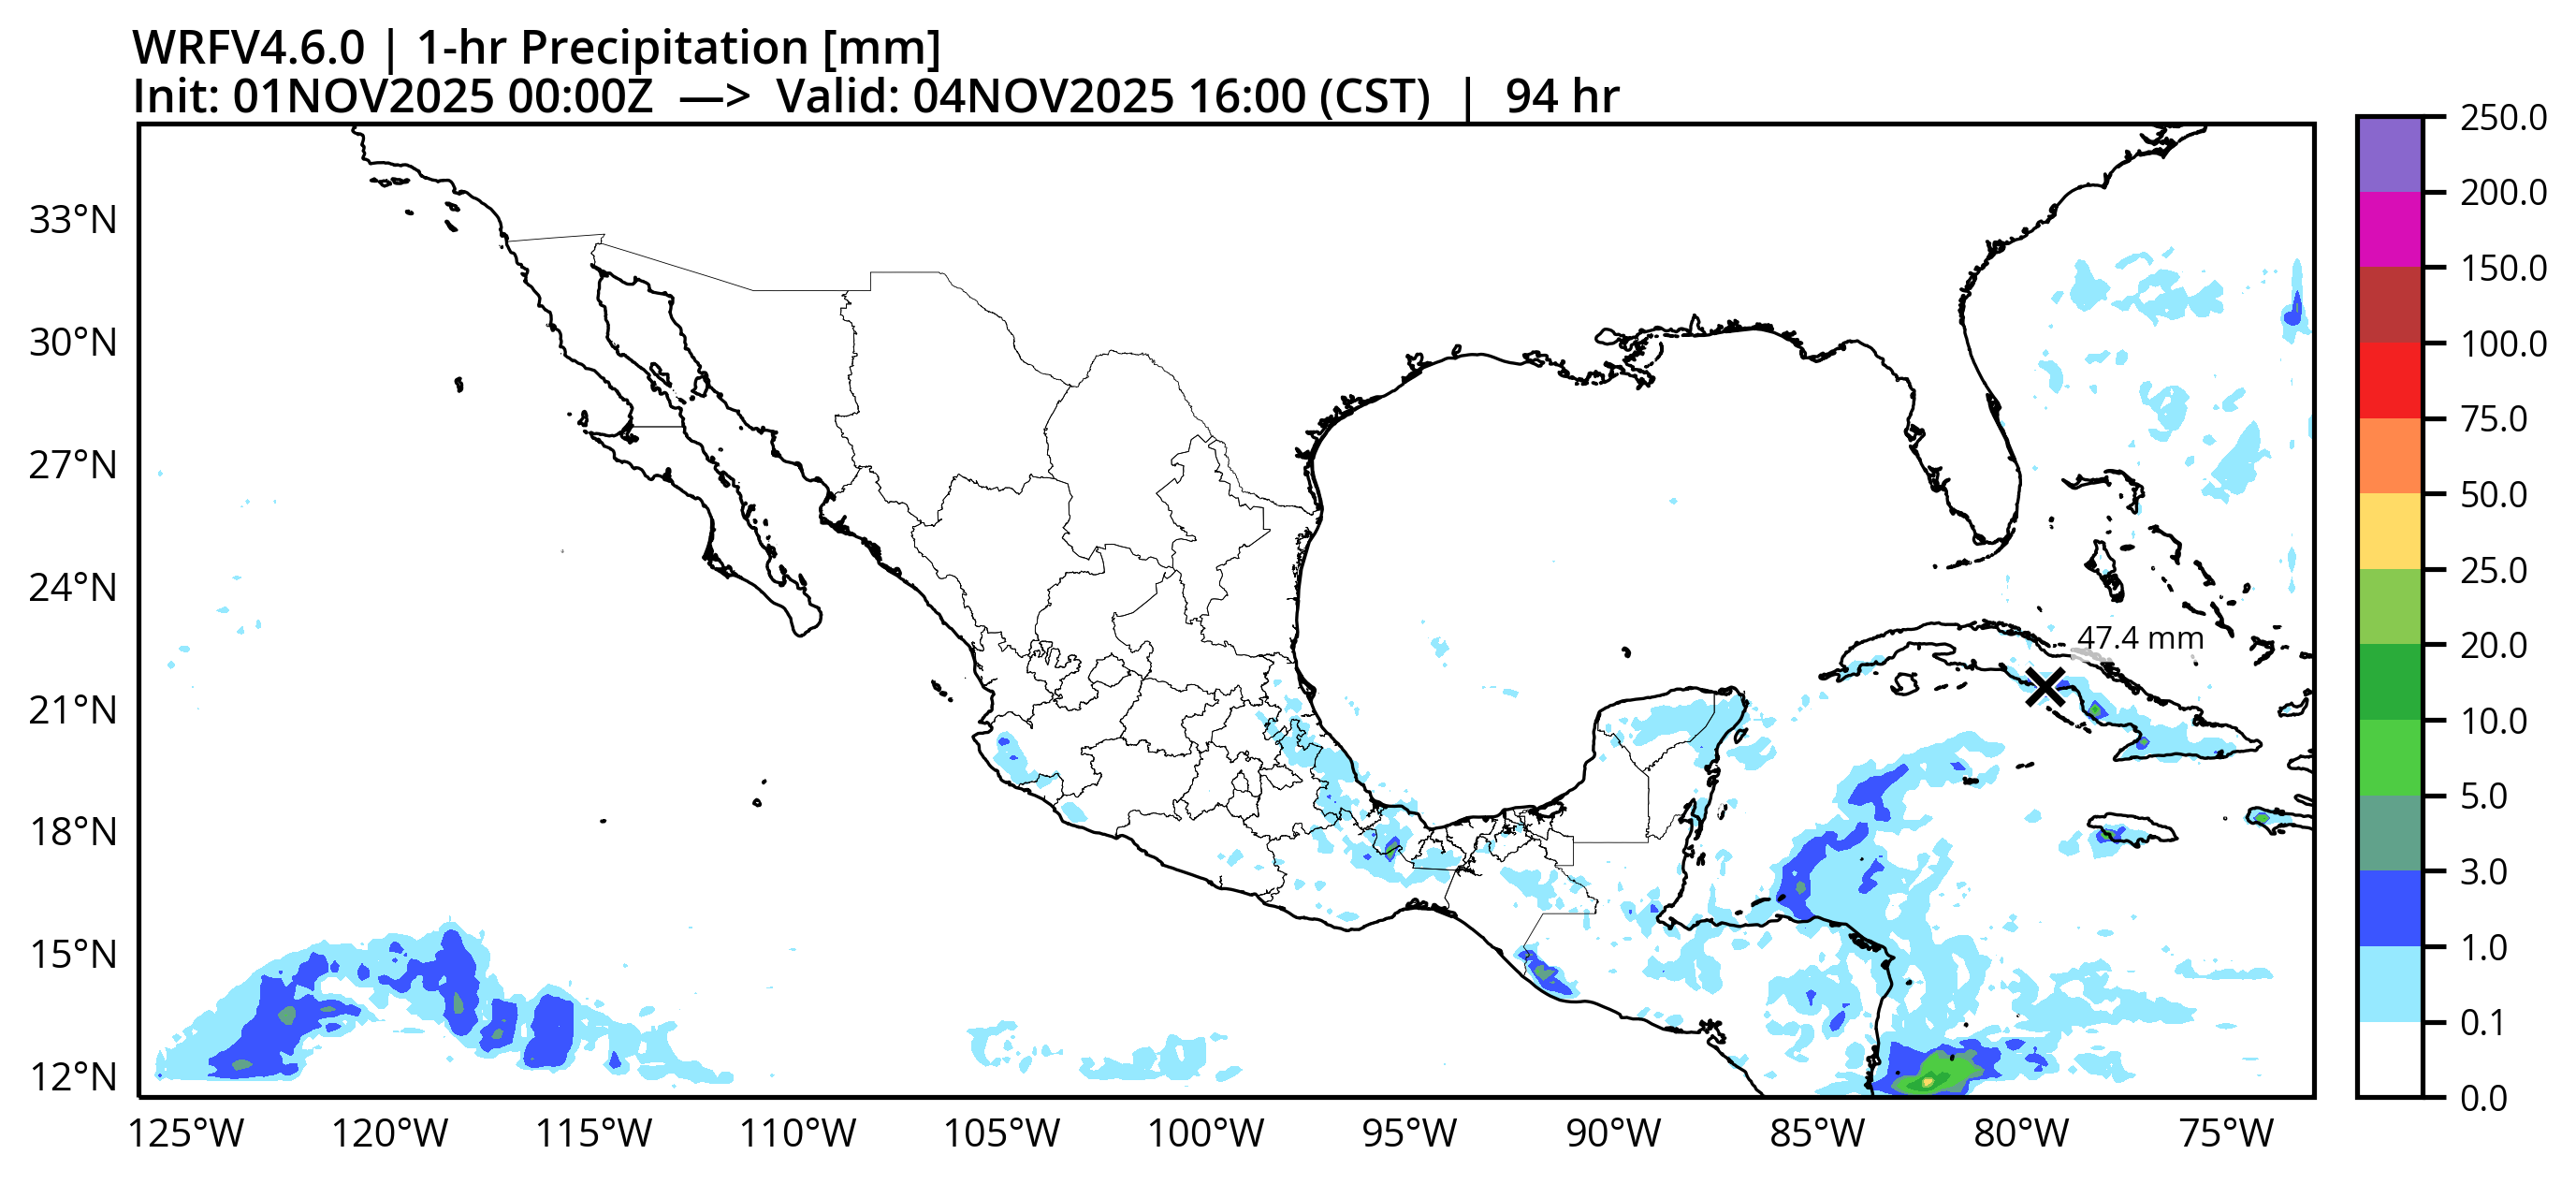 WRFV4.6.0 | 1-hr Precipitation [mm]
Init: 01NOV2025 00:00Z —> Valid: 04NOV2025 16:00 (CST) | 94 hr
33°N
30°N
27°N
24°N
21°N
18°N
15°N
12°N
47.4 mm
125°W 120°W 115°W 110°W 105°W 100°W 95°W 90°W 85°W 80°W 75°W
250.0
200.0
150.0
100.0
75.0
50.0
25.0
20.0
10.0
5.0
3.0
1.0
0.1
0.0